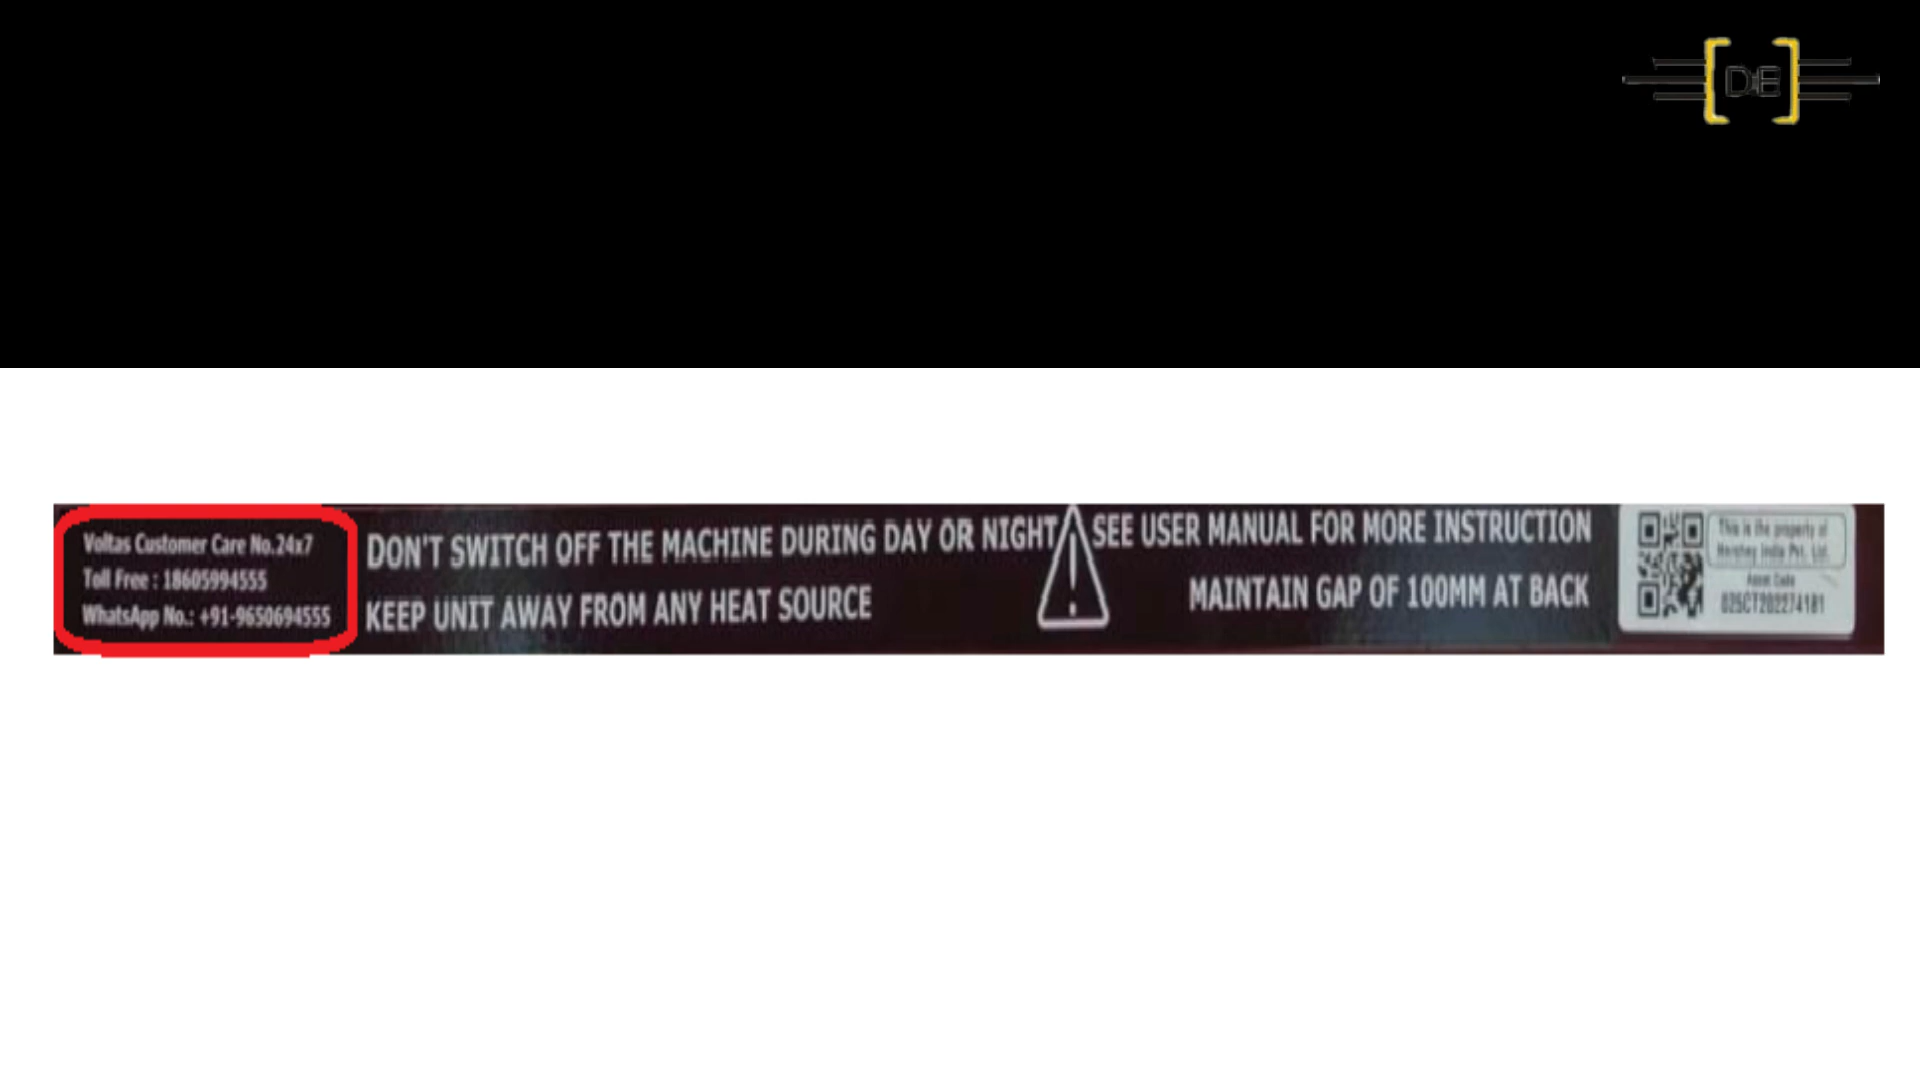 DE
Voltas Customer Care No.24x7
Toll Free : 18605994555
WhatsApp No.: +91-9650694555
DON'T SWITCH OFF THE MACHINE DURING DAY OR NIGHT
KEEP UNIT AWAY FROM ANY HEAT SOURCE
SEE USER MANUAL FOR MORE INSTRUCTION
MAINTAIN GAP OF 100MM AT BACK
This is the property of
Hershey India Pvt. Ltd.
Asset Code
025CT202274181